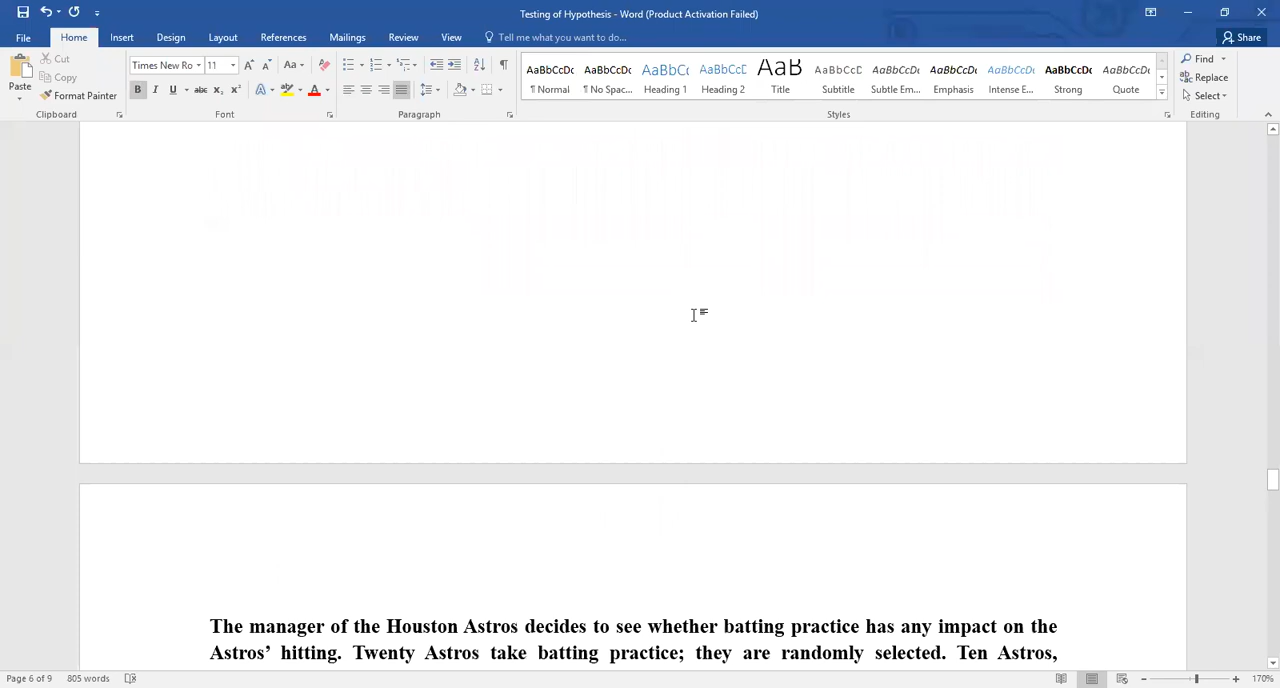 Testing of Hypothesis - Word (Product Activation Failed)
File Home Insert Design Layout References Mailings Review View Tell me what you want to do... Share
Paste Cut Copy Format Painter
Times New Ro 11 Aa
B I U abc x₂ x² A A
AaBbCcDc AaBbCcDc AaBbCc AaBbCcD AaB AaBbCcD AaBbCcDc AaBbCcDc AaBbCcDc AaBbCcDc AaBbCcDc
¶ Normal ¶ No Spac... Heading 1 Heading 2 Title Subtitle Subtle Em... Emphasis Intense E... Strong Quote
Find
Replace
Select
Clipboard Font Paragraph Styles Editing
The manager of the Houston Astros decides to see whether batting practice has any impact on the
Astros’ hitting. Twenty Astros take batting practice; they are randomly selected. Ten Astros,
Page 6 of 9 805 words 170%